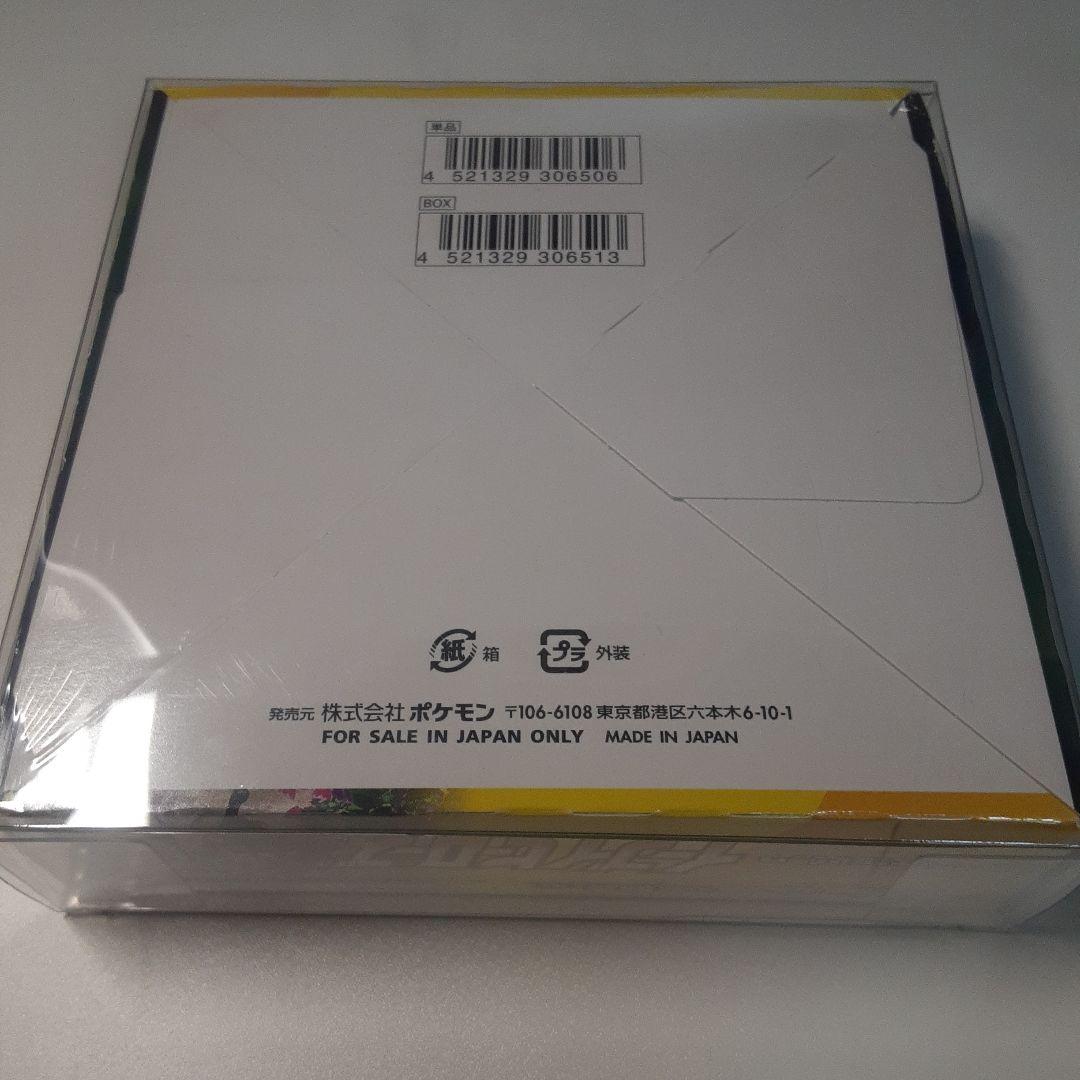 単品
4 521329 306506
BOX
4 521329 306513
紙 箱 プラ 外装
発売元 株式会社 ポケモン 〒106-6108 東京都港区六本木6-10-1
FOR SALE IN JAPAN ONLY MADE IN JAPAN